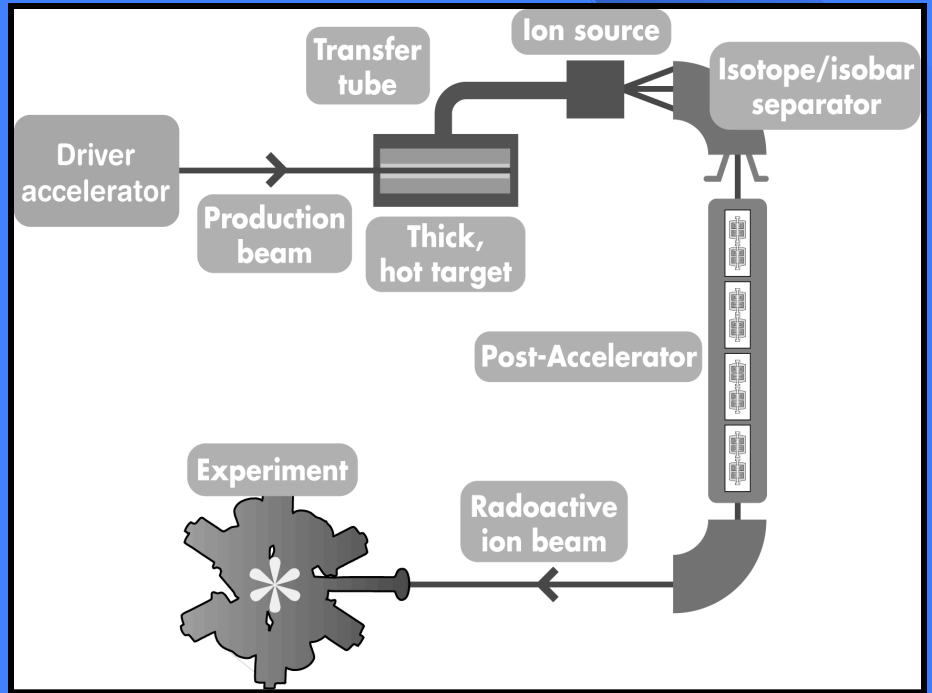 Ion source
Transfer
tube
Isotope/isobar
separator
Driver
accelerator
Production
beam
Thick,
hot target
Post-Accelerator
Experiment
Radioactive
ion beam